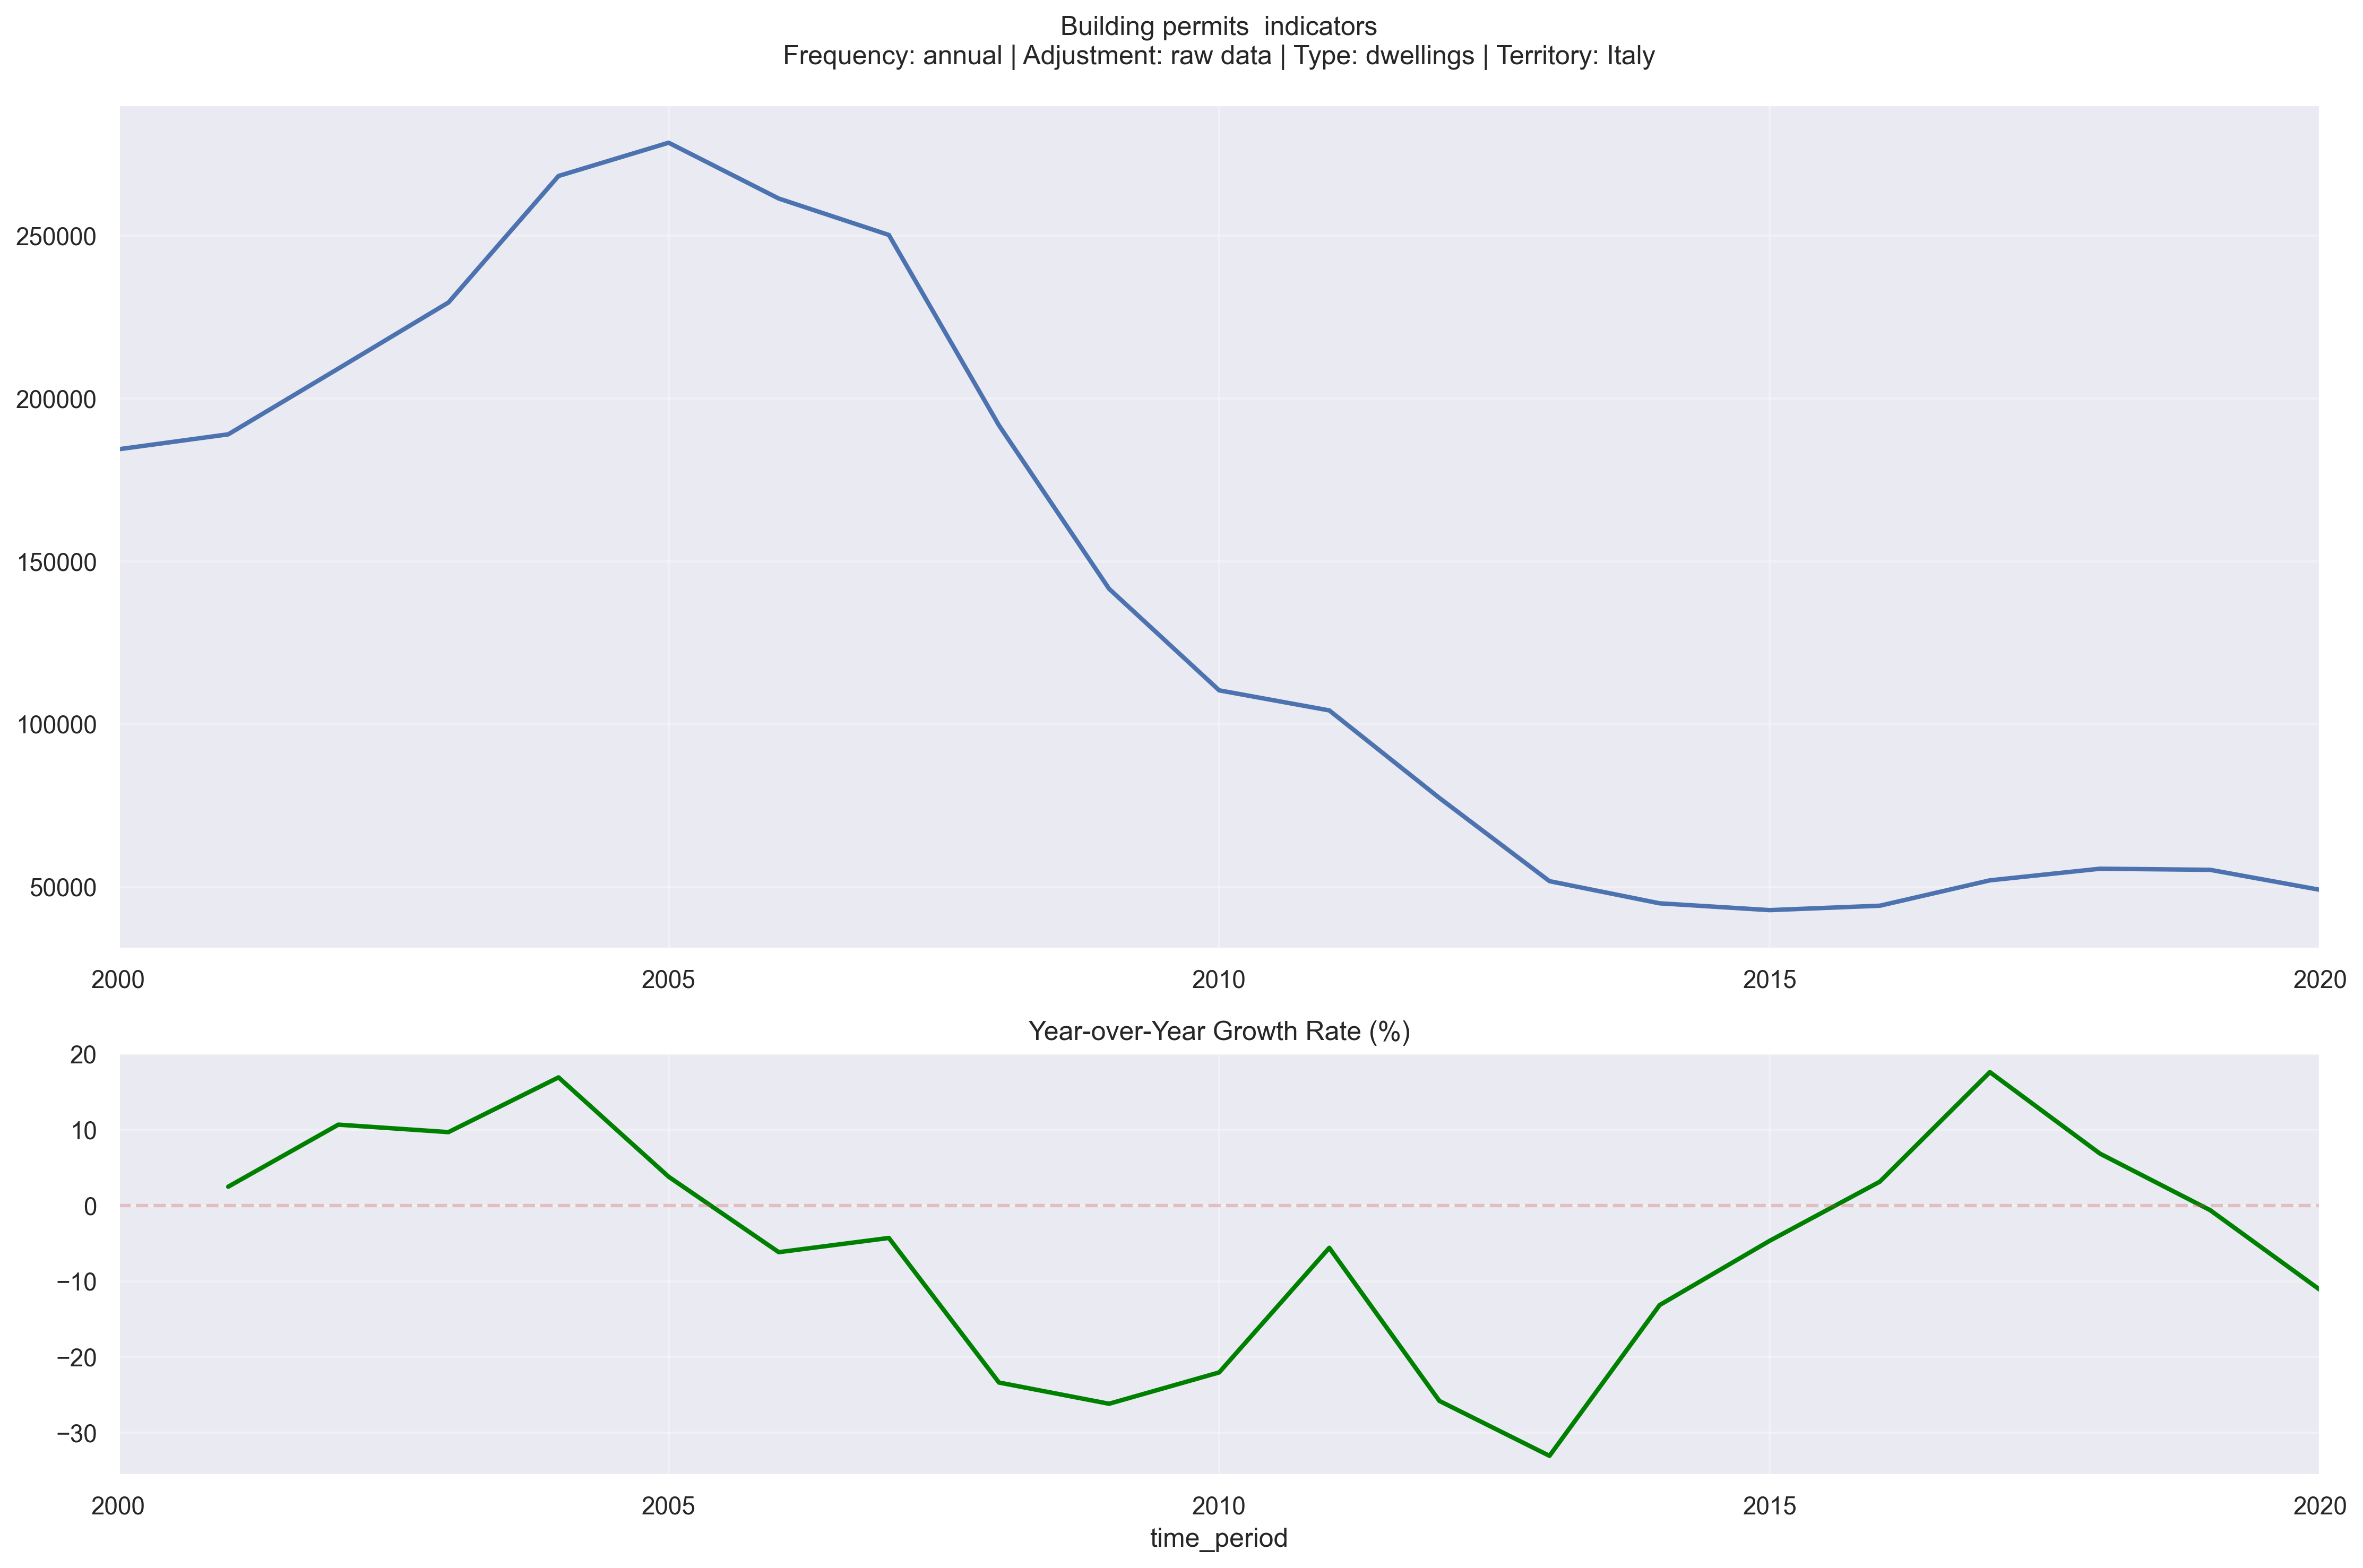 Building permits  indicators
Frequency: annual | Adjustment: raw data | Type: dwellings | Territory: Italy
250000
200000
150000
100000
50000
2000 2005 2010 2015 2020
Year-over-Year Growth Rate (%)
20
10
0
−10
−20
−30
2000 2005 2010 2015 2020
time_period